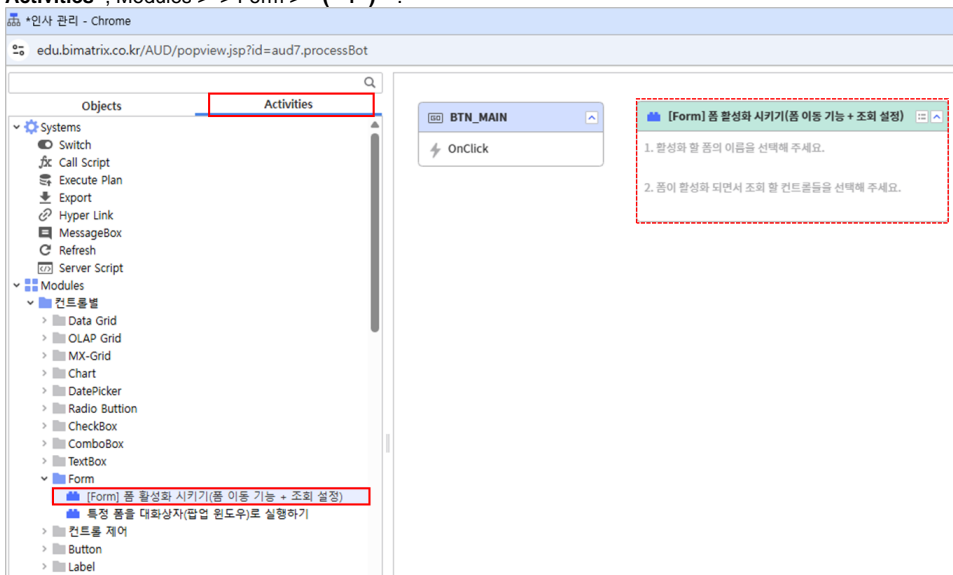 *인사 관리 - Chrome
edu.bimatrix.co.kr/AUD/popview.jsp?id=aud7.processBot
Objects
Activities
Systems
Switch
fx Call Script
Execute Plan
Export
Hyper Link
MessageBox
Refresh
Server Script
Modules
컨트롤별
Data Grid
OLAP Grid
MX-Grid
Chart
DatePicker
Radio Buttion
CheckBox
ComboBox
TextBox
Form
[Form] 폼 활성화 시키기(폼 이동 기능 + 조회 설정)
특정 폼을 대화상자(팝업 윈도우)로 실행하기
컨트롤 제어
Button
Label
GO BTN_MAIN
OnClick
[Form] 폼 활성화 시키기(폼 이동 기능 + 조회 설정)
1. 활성화 할 폼의 이름을 선택해 주세요.
2. 폼이 활성화 되면서 조회 할 컨트롤들을 선택해 주세요.